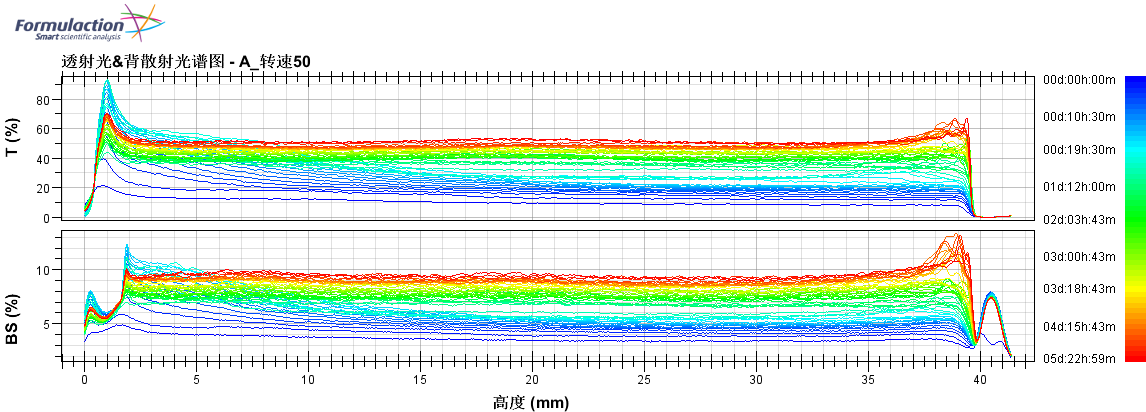 Formulaction
Smart scientific analysis
透射光&背散射光谱图 - A_转速50
T (%)
80
60
40
20
0
BS (%)
10
5
0 5 10 15 20 25 30 35 40
高度 (mm)
00d:00h:00m
00d:10h:30m
00d:19h:30m
01d:12h:00m
02d:03h:43m
03d:00h:43m
03d:18h:43m
04d:15h:43m
05d:22h:59m